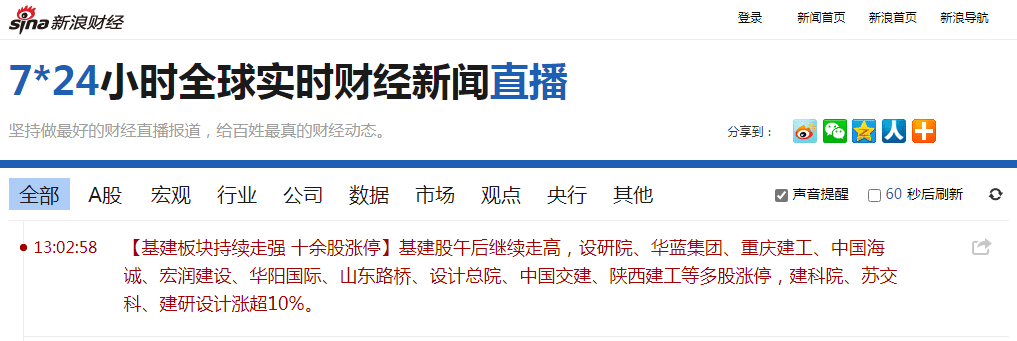 sina 新浪财经 登录 新闻首页 新浪首页 新浪导航
7*24小时全球实时财经新闻直播
坚持做最好的财经直播报道，给百姓最真的财经动态。 分享到：
全部 A股 宏观 行业 公司 数据 市场 观点 央行 其他 声音提醒 60 秒后刷新
13:02:58 【基建板块持续走强 十余股涨停】基建股午后继续走高，设研院、华蓝集团、重庆建工、中国海
诚、宏润建设、华阳国际、山东路桥、设计总院、中国交建、陕西建工等多股涨停，建科院、苏交
科、建研设计涨超10%。